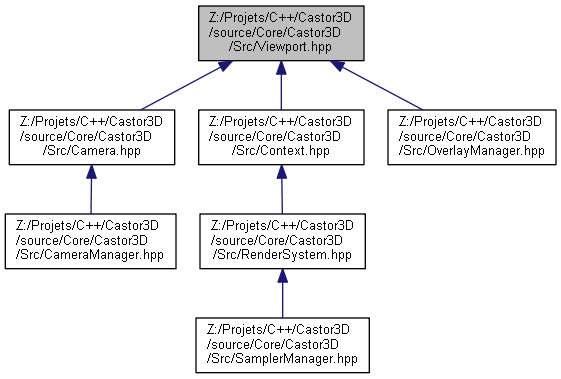 Z:/Projets/C++/Castor3D
/source/Core/Castor3D
/Src/Viewport.hpp
Z:/Projets/C++/Castor3D
/source/Core/Castor3D
/Src/Camera.hpp
Z:/Projets/C++/Castor3D
/source/Core/Castor3D
/Src/Context.hpp
Z:/Projets/C++/Castor3D
/source/Core/Castor3D
/Src/OverlayManager.hpp
Z:/Projets/C++/Castor3D
/source/Core/Castor3D
/Src/CameraManager.hpp
Z:/Projets/C++/Castor3D
/source/Core/Castor3D
/Src/RenderSystem.hpp
Z:/Projets/C++/Castor3D
/source/Core/Castor3D
/Src/SamplerManager.hpp